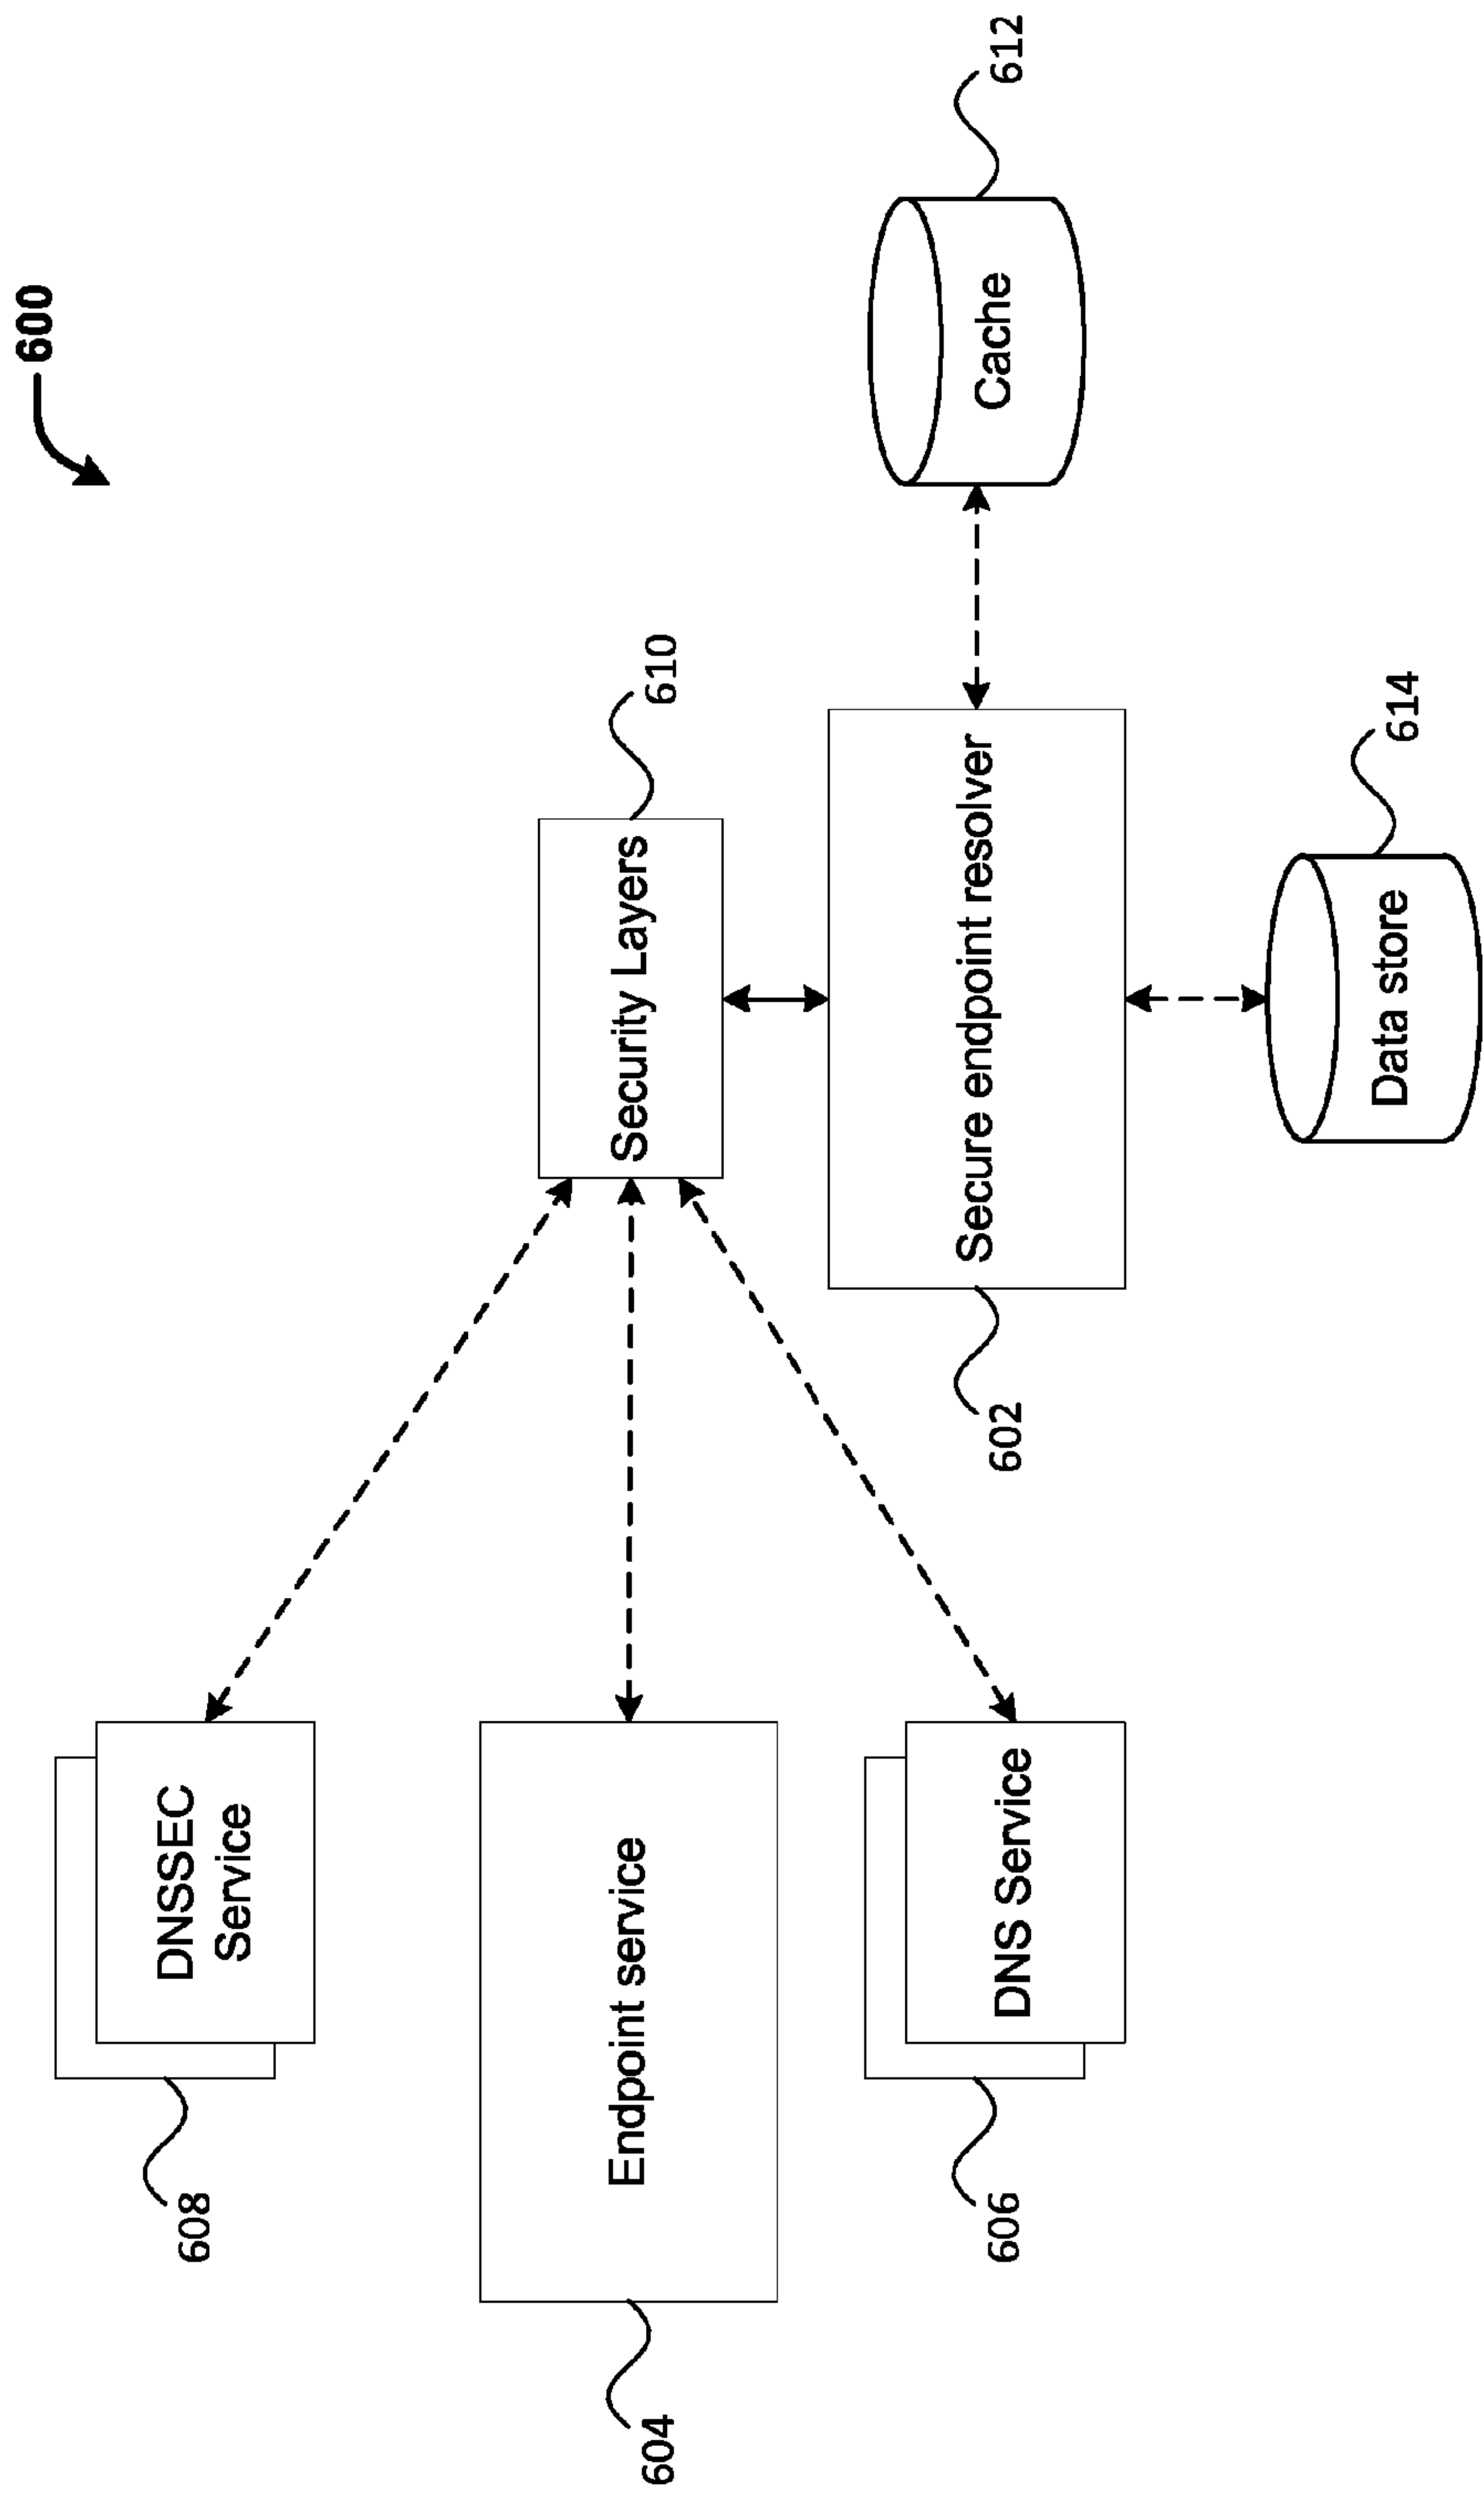 600
608
DNSSEC
Service
604
Endpoint service
Security Layers
610
606
DNS Service
602
Secure endpoint resolver
Cache
612
Data store
614